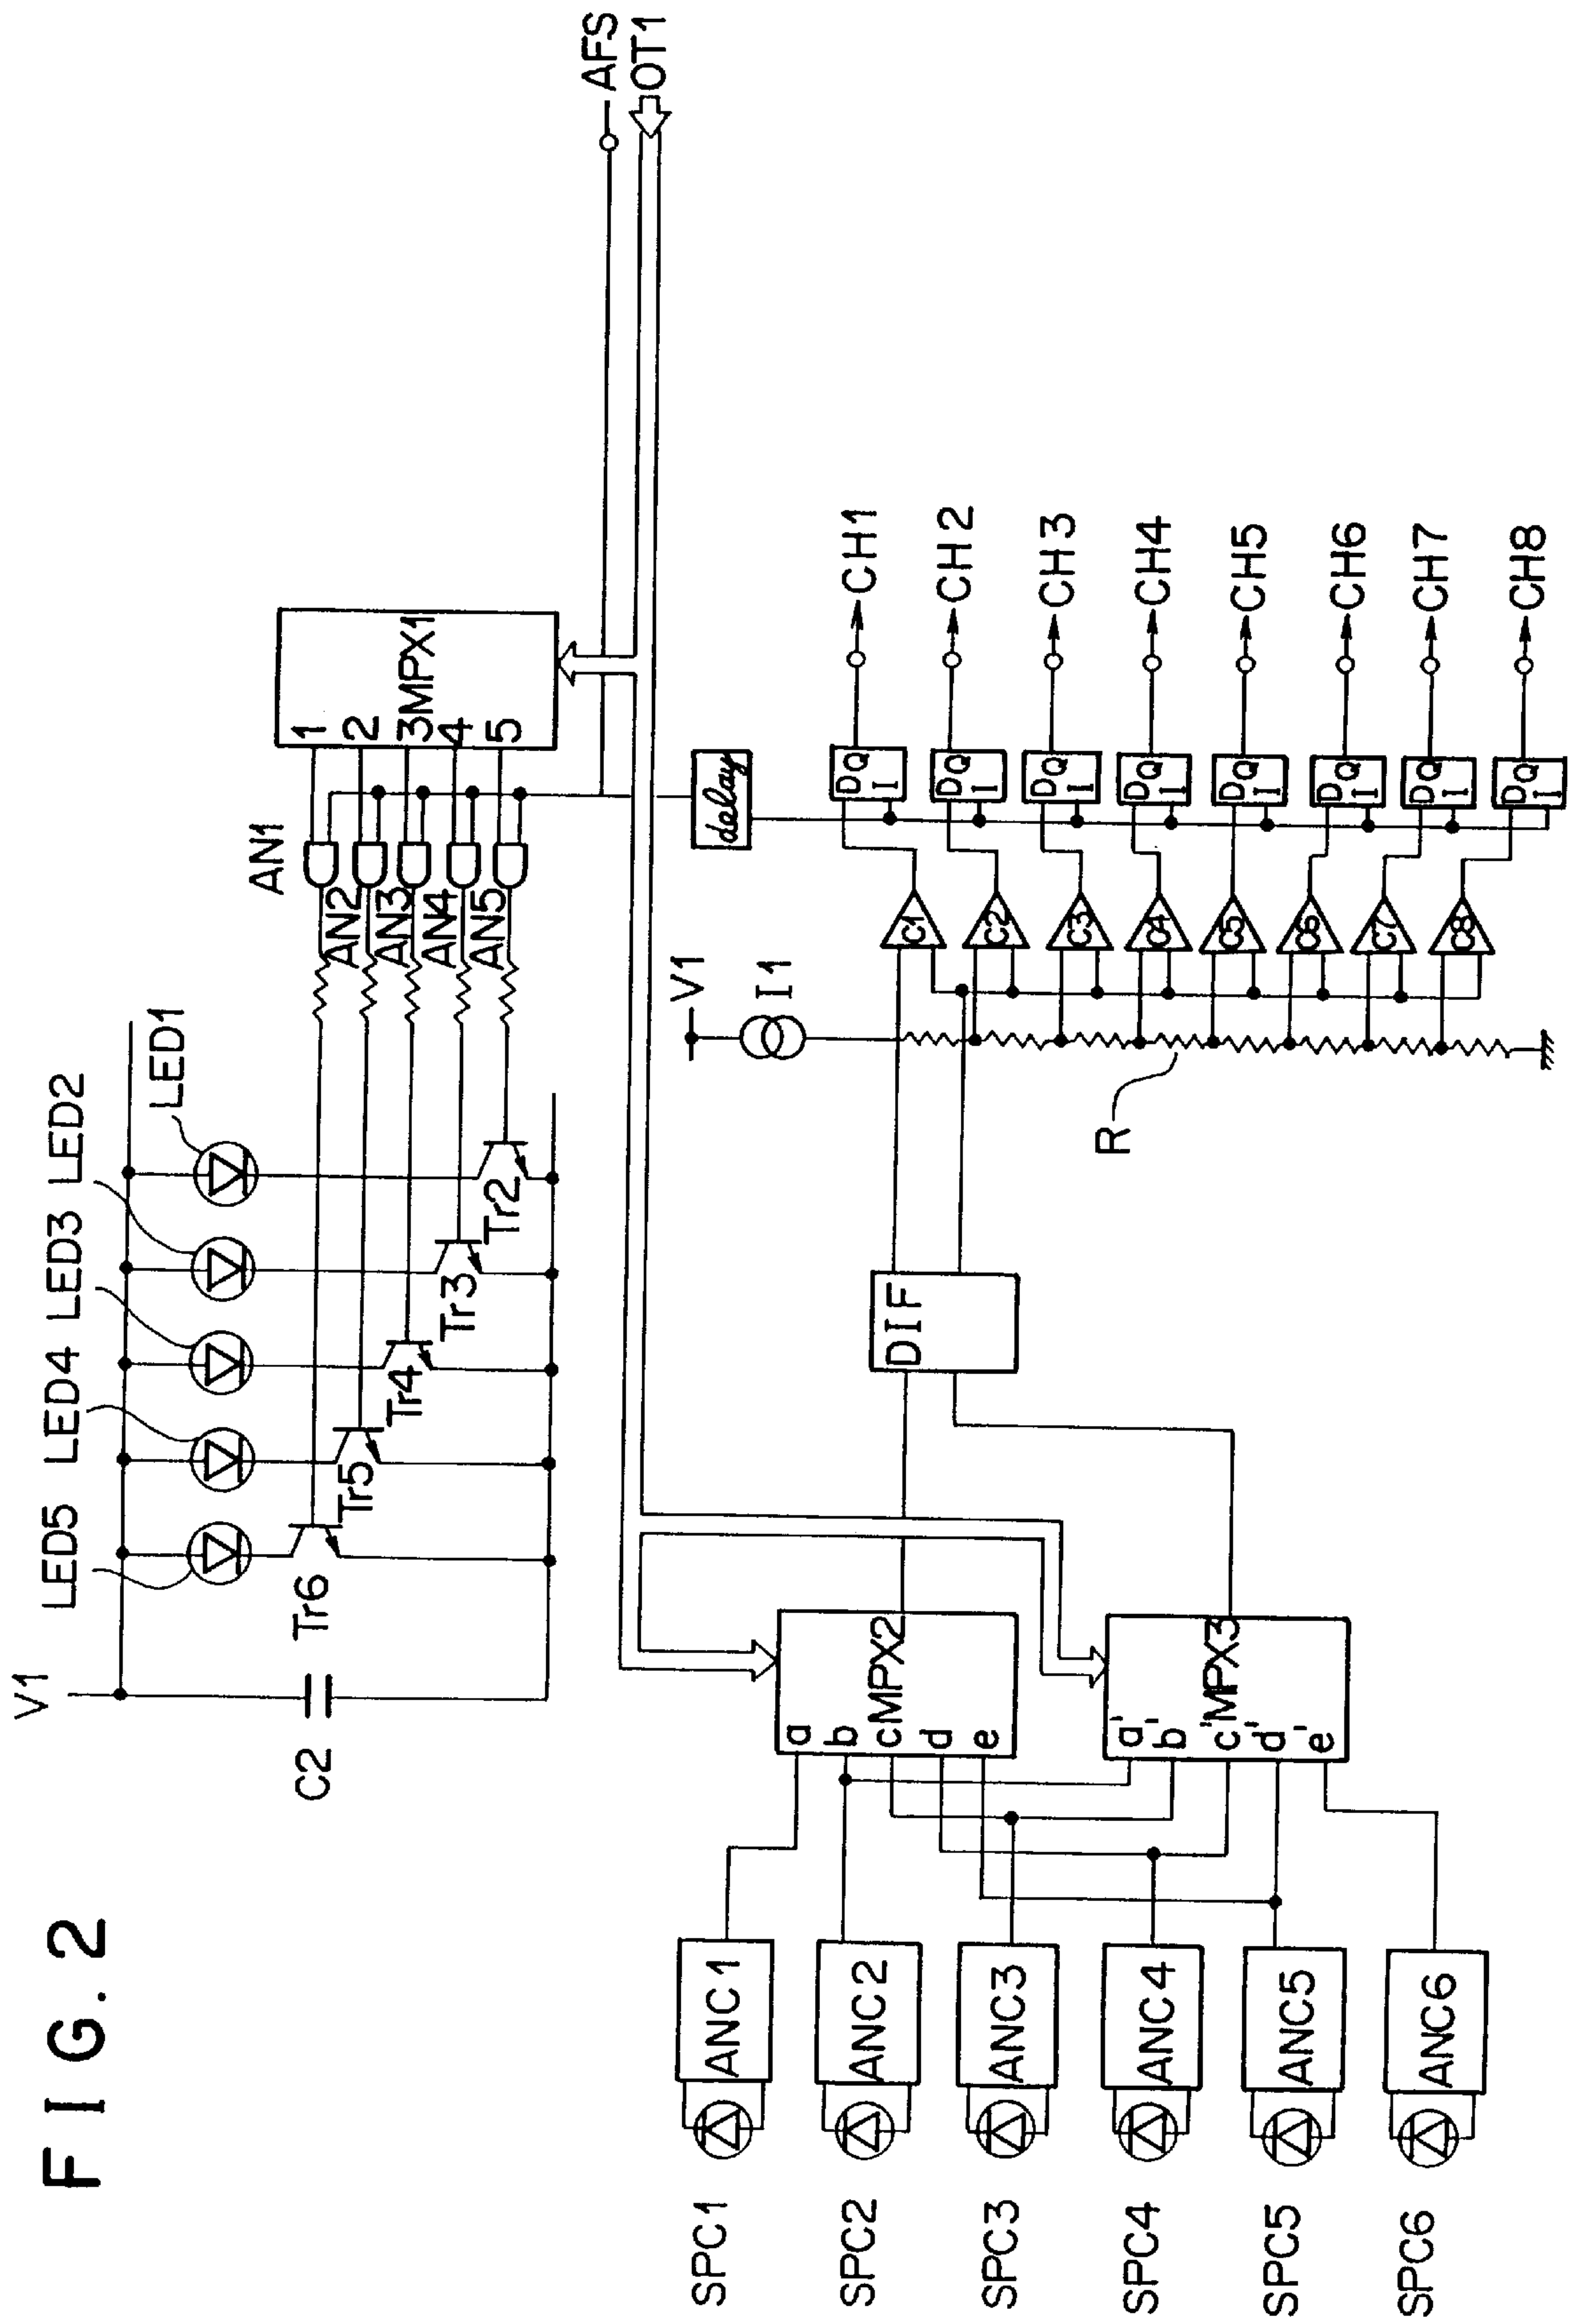 FIG. 2
V1
LED5
LED4
LED3
LED2
LED1
C2
Tr6
Tr5
Tr4
Tr3
Tr2
AN1
AN2
AN3
AN4
AN5
1
2
3MPX1
4
5
AFS
OT1
delay
V1
I1
R
SPC1
ANC1
SPC2
ANC2
SPC3
ANC3
SPC4
ANC4
SPC5
ANC5
SPC6
ANC6
a
b
cMPX2
d
e
a'
b'
c'MPX3
d'
e'
DIF
C1
C2
C3
C4
C5
C6
C7
C8
D Q
I
CH1
D Q
I
CH2
D Q
I
CH3
D Q
I
CH4
D Q
I
CH5
D Q
I
CH6
D Q
I
CH7
D Q
I
CH8